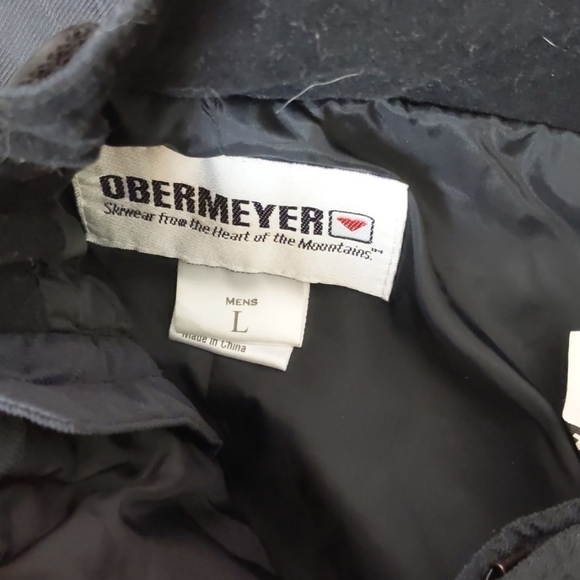 OBERMEYER
Skiwear from the Heart of the Mountains.™
MENS
L
Made in China